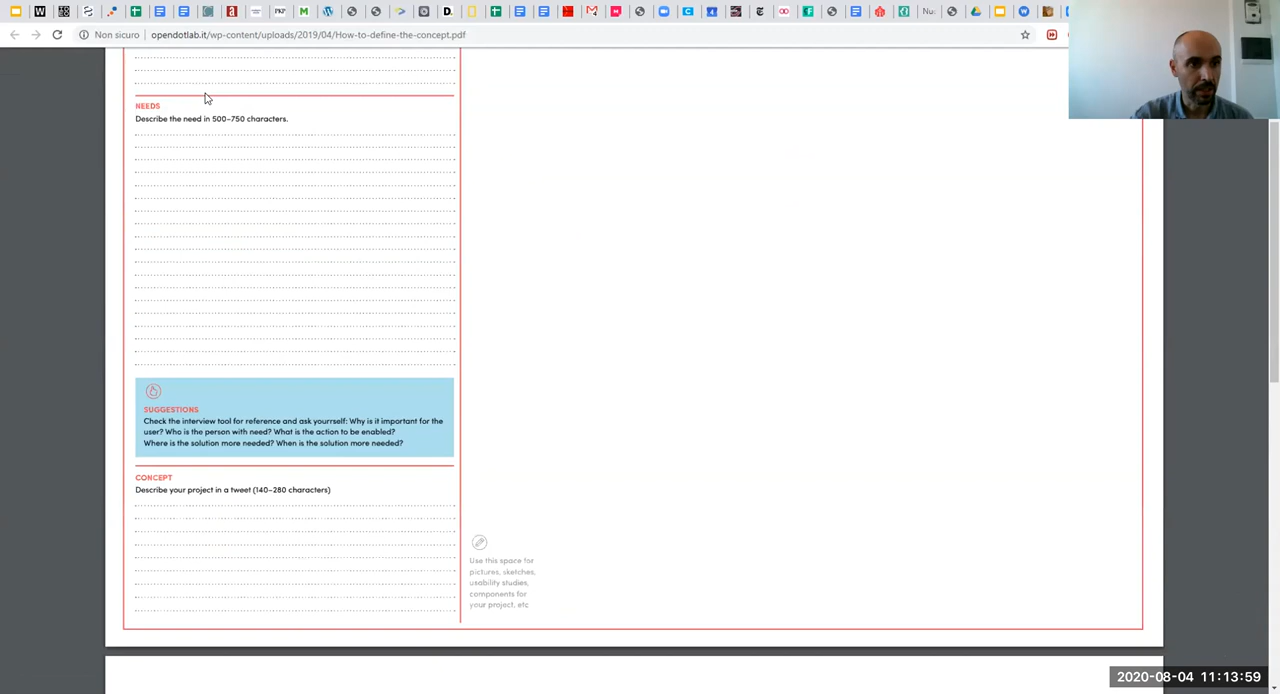 W
a
PKP
M
D.
C
Nu:
W
Non sicuro
opendotlab.it/wp-content/uploads/2019/04/How-to-define-the-concept.pdf
NEEDS
Describe the need in 500–750 characters.
SUGGESTIONS
Check the interview tool for reference and ask yourrself: Why is it important for the
user? Who is the person with need? What is the action to be enabled?
Where is the solution more needed? When is the solution more needed?
CONCEPT
Describe your project in a tweet (140–280 characters)
Use this space for
pictures, sketches,
usability studies,
components for
your project, etc
2020-08-04 11:13:59